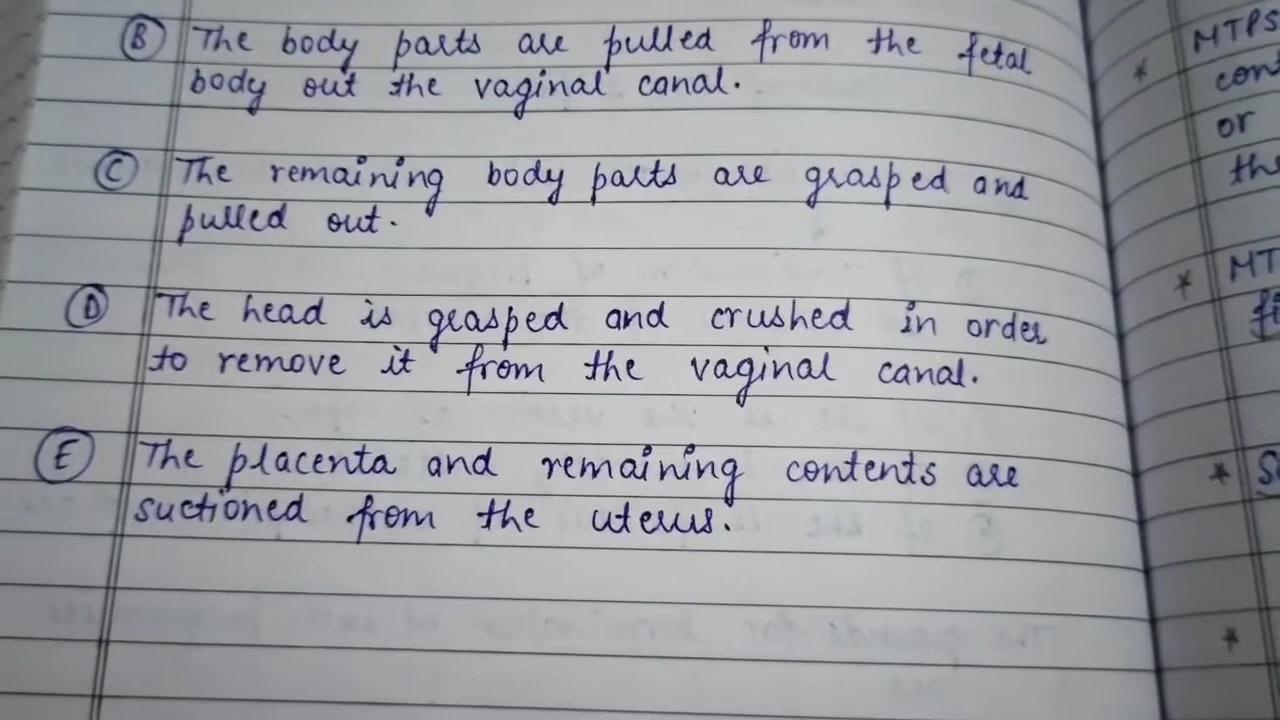 (B) The body parts are pulled from the fetal
body out the vaginal canal.
(C) The remaining body parts are grasped and
pulled out.
(D) The head is grasped and crushed in order
to remove it from the vaginal canal.
(E) The placenta and remaining contents are
suctioned from the uterus.
* MTPS
or
* MT
*
*